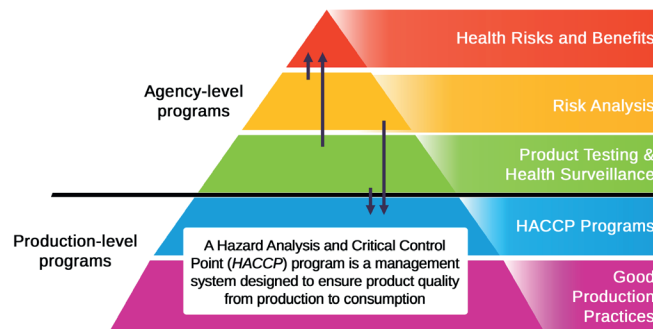 Health Risks and Benefits
Agency-level
programs
Risk Analysis
Product Testing &
Health Surveillance
Production-level
programs
HACCP Programs
A Hazard Analysis and Critical Control
Point (HACCP) program is a management
system designed to ensure product quality
from production to consumption
Good
Production
Practices